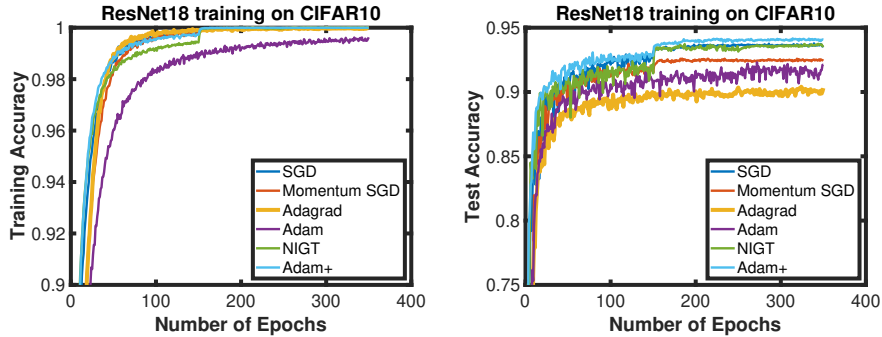 ResNet18 training on CIFAR10
Training Accuracy
1
0.98
0.96
0.94
0.92
0.9
0
100
200
300
400
Number of Epochs
SGD
Momentum SGD
Adagrad
Adam
NIGT
Adam+
ResNet18 training on CIFAR10
Test Accuracy
0.95
0.9
0.85
0.8
0.75
0
100
200
300
400
Number of Epochs
SGD
Momentum SGD
Adagrad
Adam
NIGT
Adam+